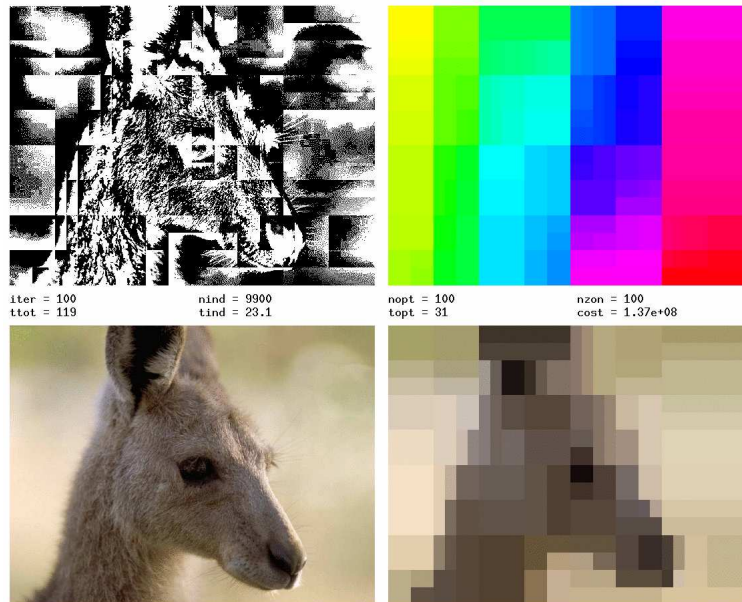 iter = 100 nind = 9900 nopt = 100 nzon = 100
ttot = 119 tind = 23.1 topt = 31 cost = 1.37e+08